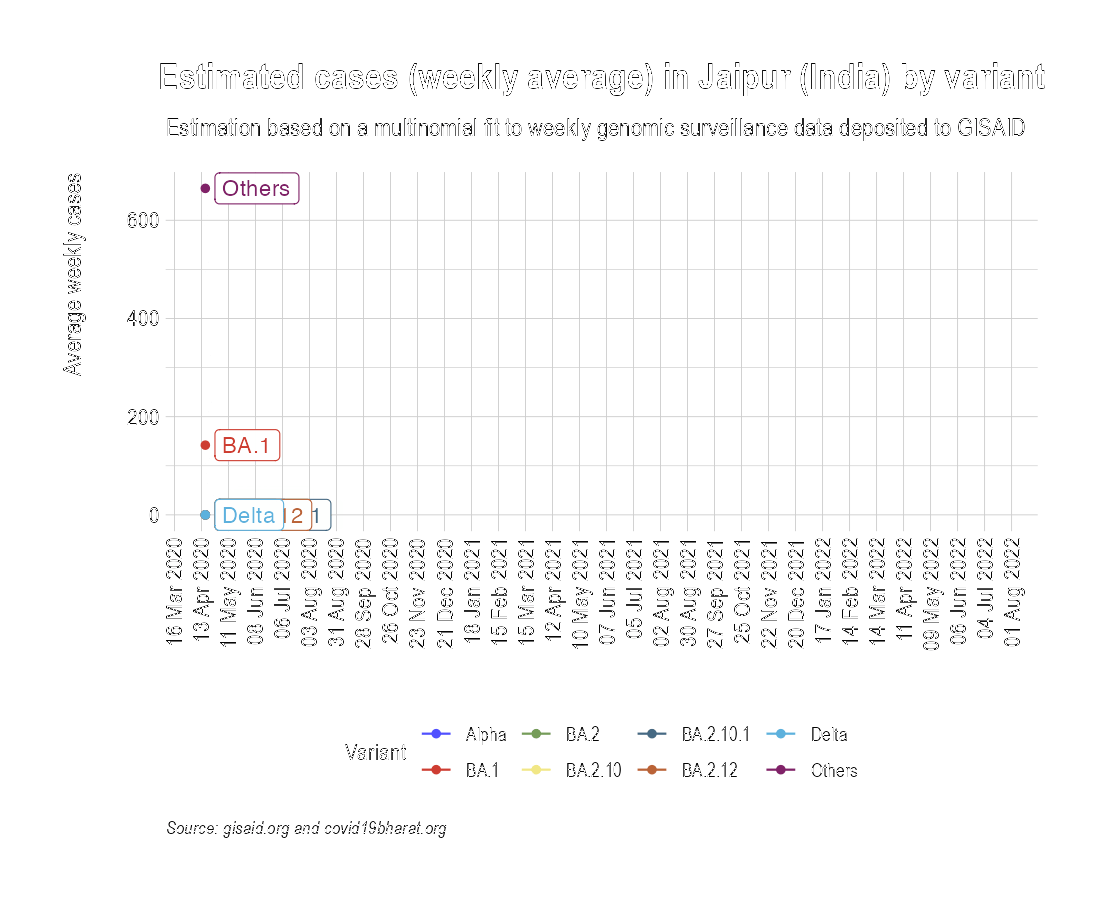 Estimated cases (weekly average) in Jaipur (India) by variant
Estimation based on a multinomial fit to weekly genomic surveillance data deposited to GISAID
Average weekly cases
600
400
200
0
Others
BA.1
Delta
12
1
16 Mar 2020
13 Apr 2020
11 May 2020
08 Jun 2020
06 Jul 2020
03 Aug 2020
31 Aug 2020
28 Sep 2020
26 Oct 2020
23 Nov 2020
21 Dec 2020
18 Jan 2021
15 Feb 2021
15 Mar 2021
12 Apr 2021
10 May 2021
07 Jun 2021
05 Jul 2021
02 Aug 2021
30 Aug 2021
27 Sep 2021
25 Oct 2021
22 Nov 2021
20 Dec 2021
17 Jan 2022
14 Feb 2022
14 Mar 2022
11 Apr 2022
09 May 2022
06 Jun 2022
04 Jul 2022
01 Aug 2022
Variant
Alpha
BA.1
BA.2
BA.2.10
BA.2.10.1
BA.2.12
Delta
Others
Source: gisaid.org and covid19bharat.org